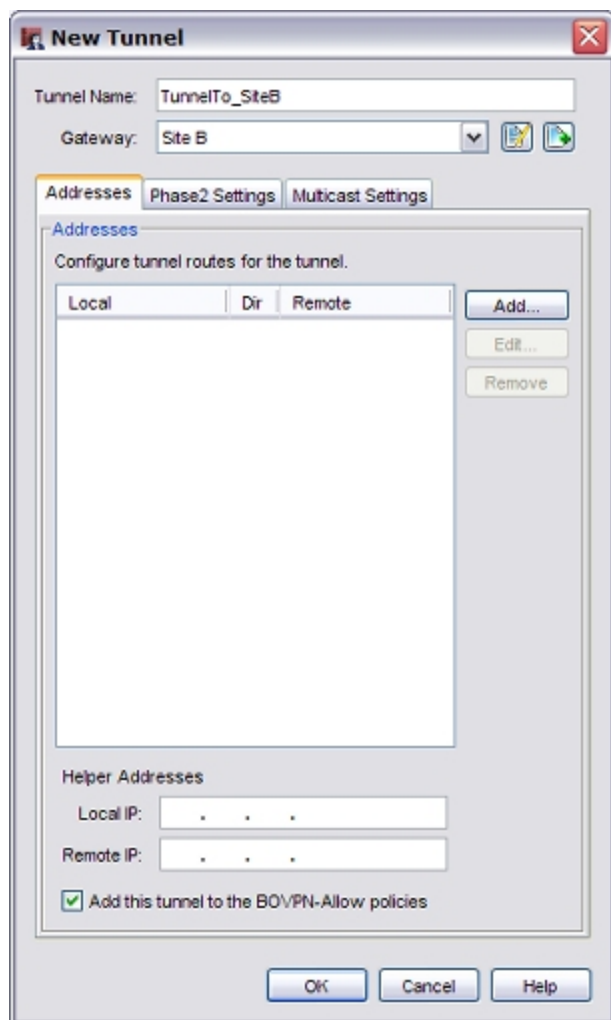 New Tunnel
Tunnel Name: TunnelTo_SiteB
Gateway: Site B
Addresses Phase2 Settings Multicast Settings
Addresses
Configure tunnel routes for the tunnel.
Local Dir Remote
Add...
Edit...
Remove
Helper Addresses
Local IP: . . .
Remote IP: . . .
Add this tunnel to the BOVPN-Allow policies
OK Cancel Help